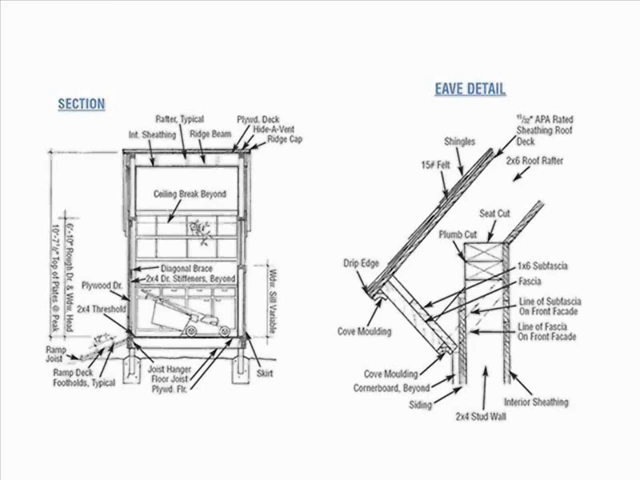 SECTION
Rafter, Typical
Int. Sheathing
Ridge Beam
Plywd. Deck
Hide-A-Vent
Ridge Cap
Ceiling Break Beyond
10'-7½" Top of Plates @ Peak
6'-10" Rough Dr. & Wdw. Head
Diagonal Brace
2x4 Dr. Stiffeners, Beyond
Plywood Dr.
2x4 Threshold
Wdw. Sill Variable
Ramp
Joist
Ramp Deck
Footholds, Typical
Joist Hanger
Floor Joist
Plywd. Flr.
Skirt
EAVE DETAIL
15/32" APA Rated
Sheathing Roof
Deck
Shingles
15# Felt
2x6 Roof Rafter
Seat Cut
Plumb Cut
Drip Edge
1x6 Subfascia
Fascia
Line of Subfascia
On Front Facade
Line of Fascia
On Front Facade
Cove Moulding
Cove Moulding
Cornerboard, Beyond
Siding
Interior Sheathing
2x4 Stud Wall